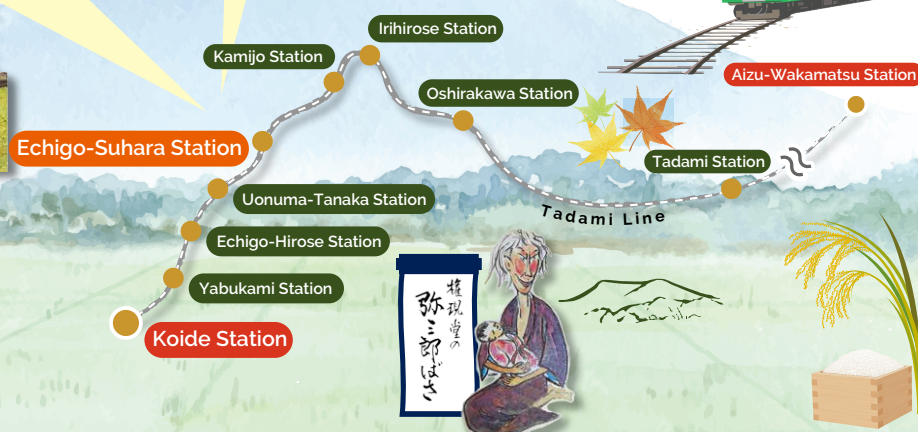 Irihirose Station
Kamijo Station
Aizu-Wakamatsu Station
Oshirakawa Station
Echigo-Suhara Station
Tadami Station
Uonuma-Tanaka Station
Tadami Line
Echigo-Hirose Station
Yabukami Station
Koide Station
権現堂の
弥三郎ばさ